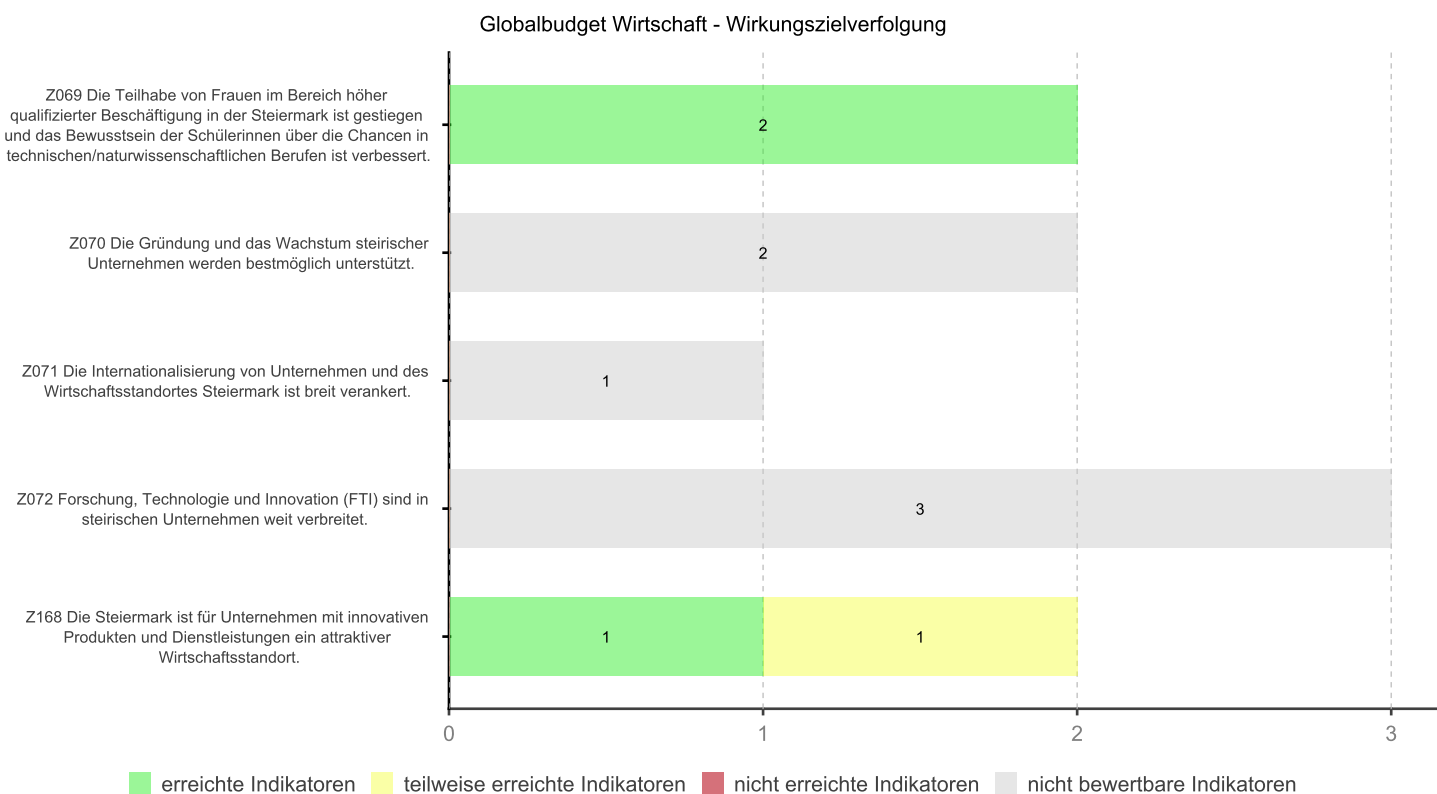 Globalbudget Wirtschaft - Wirkungszielverfolgung
Z069 Die Teilhabe von Frauen im Bereich höher
qualifizierter Beschäftigung in der Steiermark ist gestiegen
und das Bewusstsein der Schülerinnen über die Chancen in
technischen/naturwissenschaftlichen Berufen ist verbessert.
2
Z070 Die Gründung und das Wachstum steirischer
Unternehmen werden bestmöglich unterstützt.
2
Z071 Die Internationalisierung von Unternehmen und des
Wirtschaftsstandortes Steiermark ist breit verankert.
1
Z072 Forschung, Technologie und Innovation (FTI) sind in
steirischen Unternehmen weit verbreitet.
3
Z168 Die Steiermark ist für Unternehmen mit innovativen
Produkten und Dienstleistungen ein attraktiver
Wirtschaftsstandort.
1 1
0 1 2 3
erreichte Indikatoren teilweise erreichte Indikatoren nicht erreichte Indikatoren nicht bewertbare Indikatoren